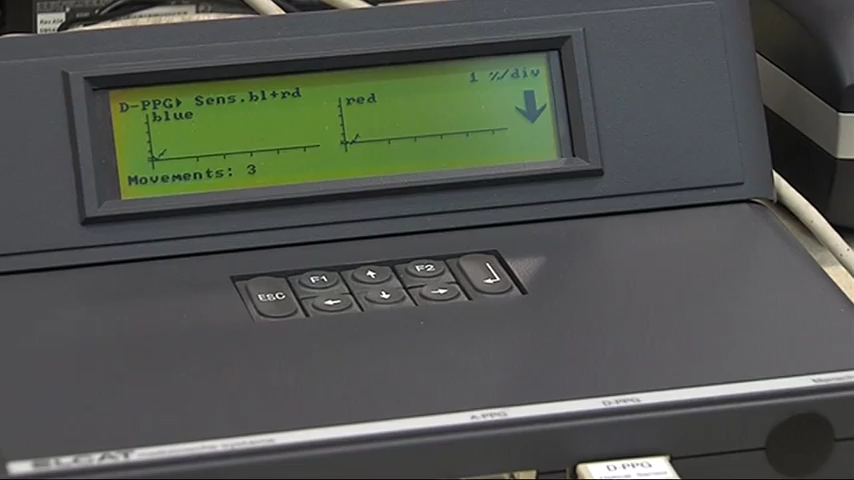 1 %/div
D-PPG▶ Sens.bl+rd
blue
red
Movements: 3
ESC
F1
↑
F2
←
↓
→
↵
A-PPG
D-PPG
ELCAT
D-PPG